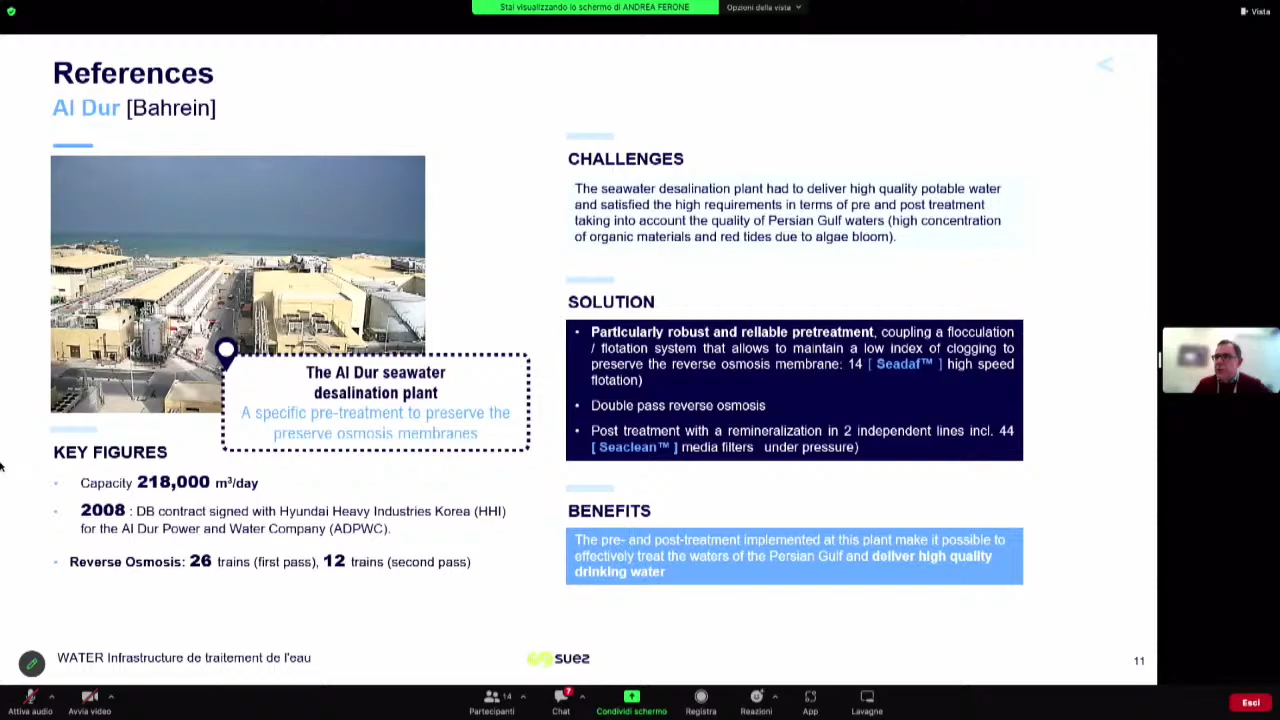 Stai visualizzando lo schermo di ANDREA FERONE
Opzioni della vista
Vista
References
Al Dur [Bahrein]
The Al Dur seawater
desalination plant
A specific pre-treatment to preserve the
preserve osmosis membranes
KEY FIGURES
Capacity 218,000 m³/day
2008 : DB contract signed with Hyundai Heavy Industries Korea (HHI)
for the Al Dur Power and Water Company (ADPWC).
Reverse Osmosis: 26 trains (first pass), 12 trains (second pass)
CHALLENGES
The seawater desalination plant had to deliver high quality potable water
and satisfied the high requirements in terms of pre and post treatment
taking into account the quality of Persian Gulf waters (high concentration
of organic materials and red tides due to algae bloom).
SOLUTION
• Particularly robust and reliable pretreatment, coupling a flocculation
/ flotation system that allows to maintain a low index of clogging to
preserve the reverse osmosis membrane: 14 [ Seadaf™ ] high speed
flotation)
• Double pass reverse osmosis
• Post treatment with a remineralization in 2 independent lines incl. 44
[ Seaclean™ ] media filters under pressure)
BENEFITS
The pre- and post-treatment implemented at this plant make it possible to
effectively treat the waters of the Persian Gulf and deliver high quality
drinking water
WATER Infrastructure de traitement de l'eau
suez
11
Attiva audio
Avvia video
Partecipanti
14
Chat
7
Condividi schermo
Registra
Reazioni
App
Lavagne
Esci